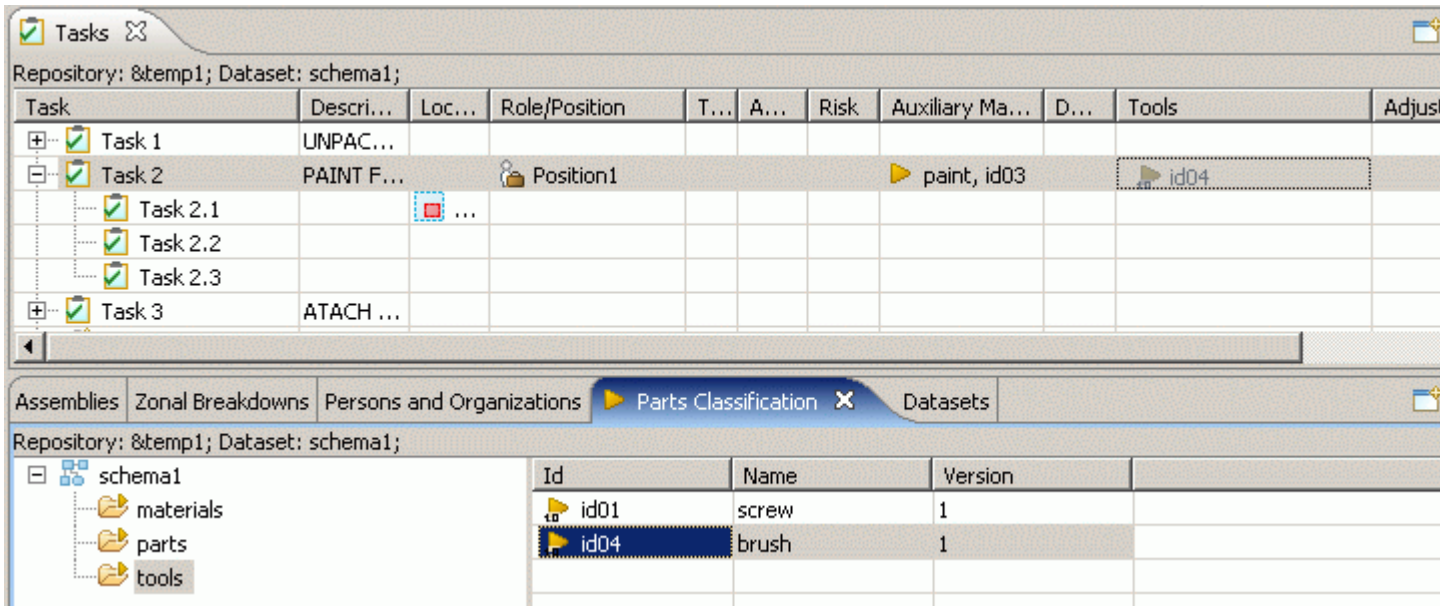 Tasks
Repository: &temp1; Dataset: schema1;
Task Descri... Loc... Role/Position T... A... Risk Auxiliary Ma... D... Tools Adjust
Task 1 UNPAC...
Task 2 PAINT F... Position1 paint, id03 id04
Task 2.1 ...
Task 2.2
Task 2.3
Task 3 ATACH ...
Assemblies Zonal Breakdowns Persons and Organizations Parts Classification Datasets
Repository: &temp1; Dataset: schema1;
schema1 Id Name Version
materials id01 screw 1
parts id04 brush 1
tools